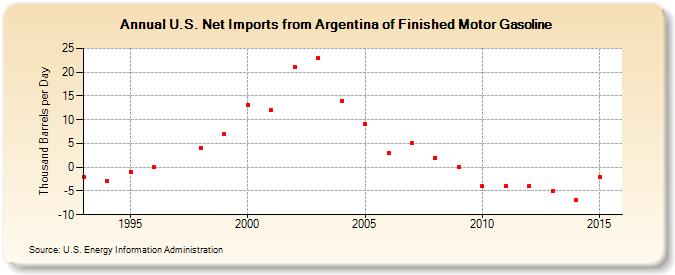 Annual U.S. Net Imports from Argentina of Finished Motor Gasoline
Thousand Barrels per Day
25
20
15
10
5
0
-5
-10
1995 2000 2005 2010 2015
Source: U.S. Energy Information Administration